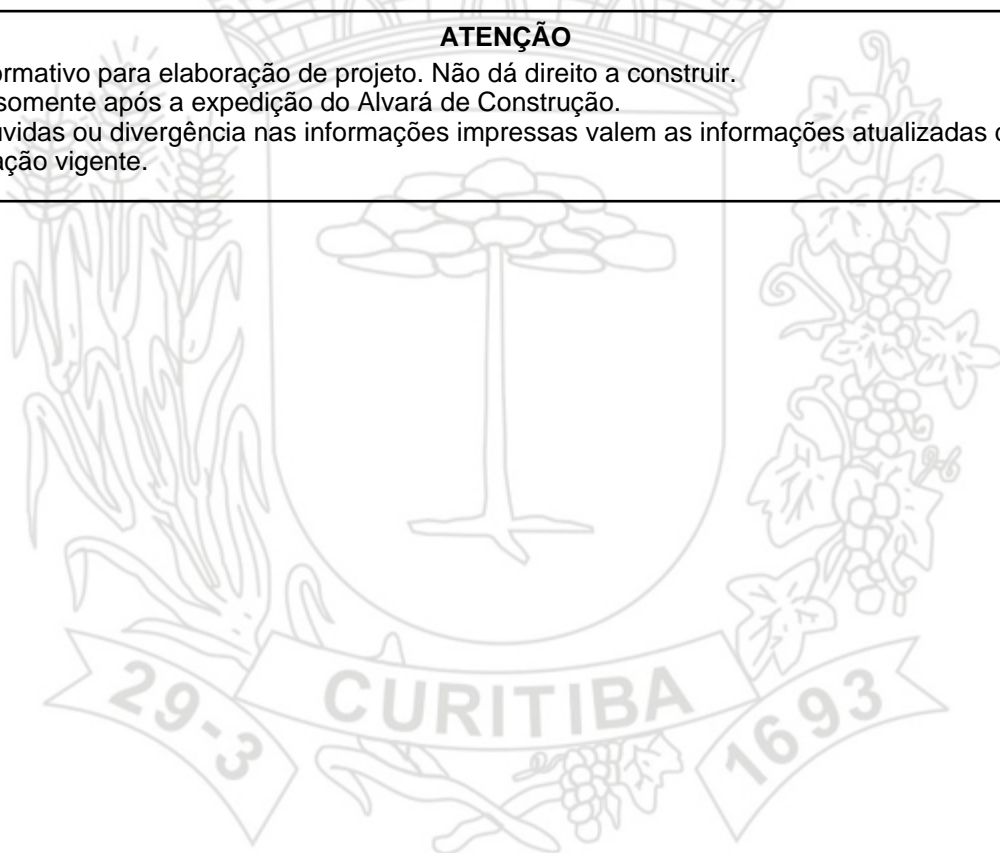 ATENÇÃO
ormativo para elaboração de projeto. Não dá direito a construir.
somente após a expedição do Alvará de Construção.
úvidas ou divergência nas informações impressas valem as informações atualizadas
ação vigente.
CURITIBA
29-3
1693